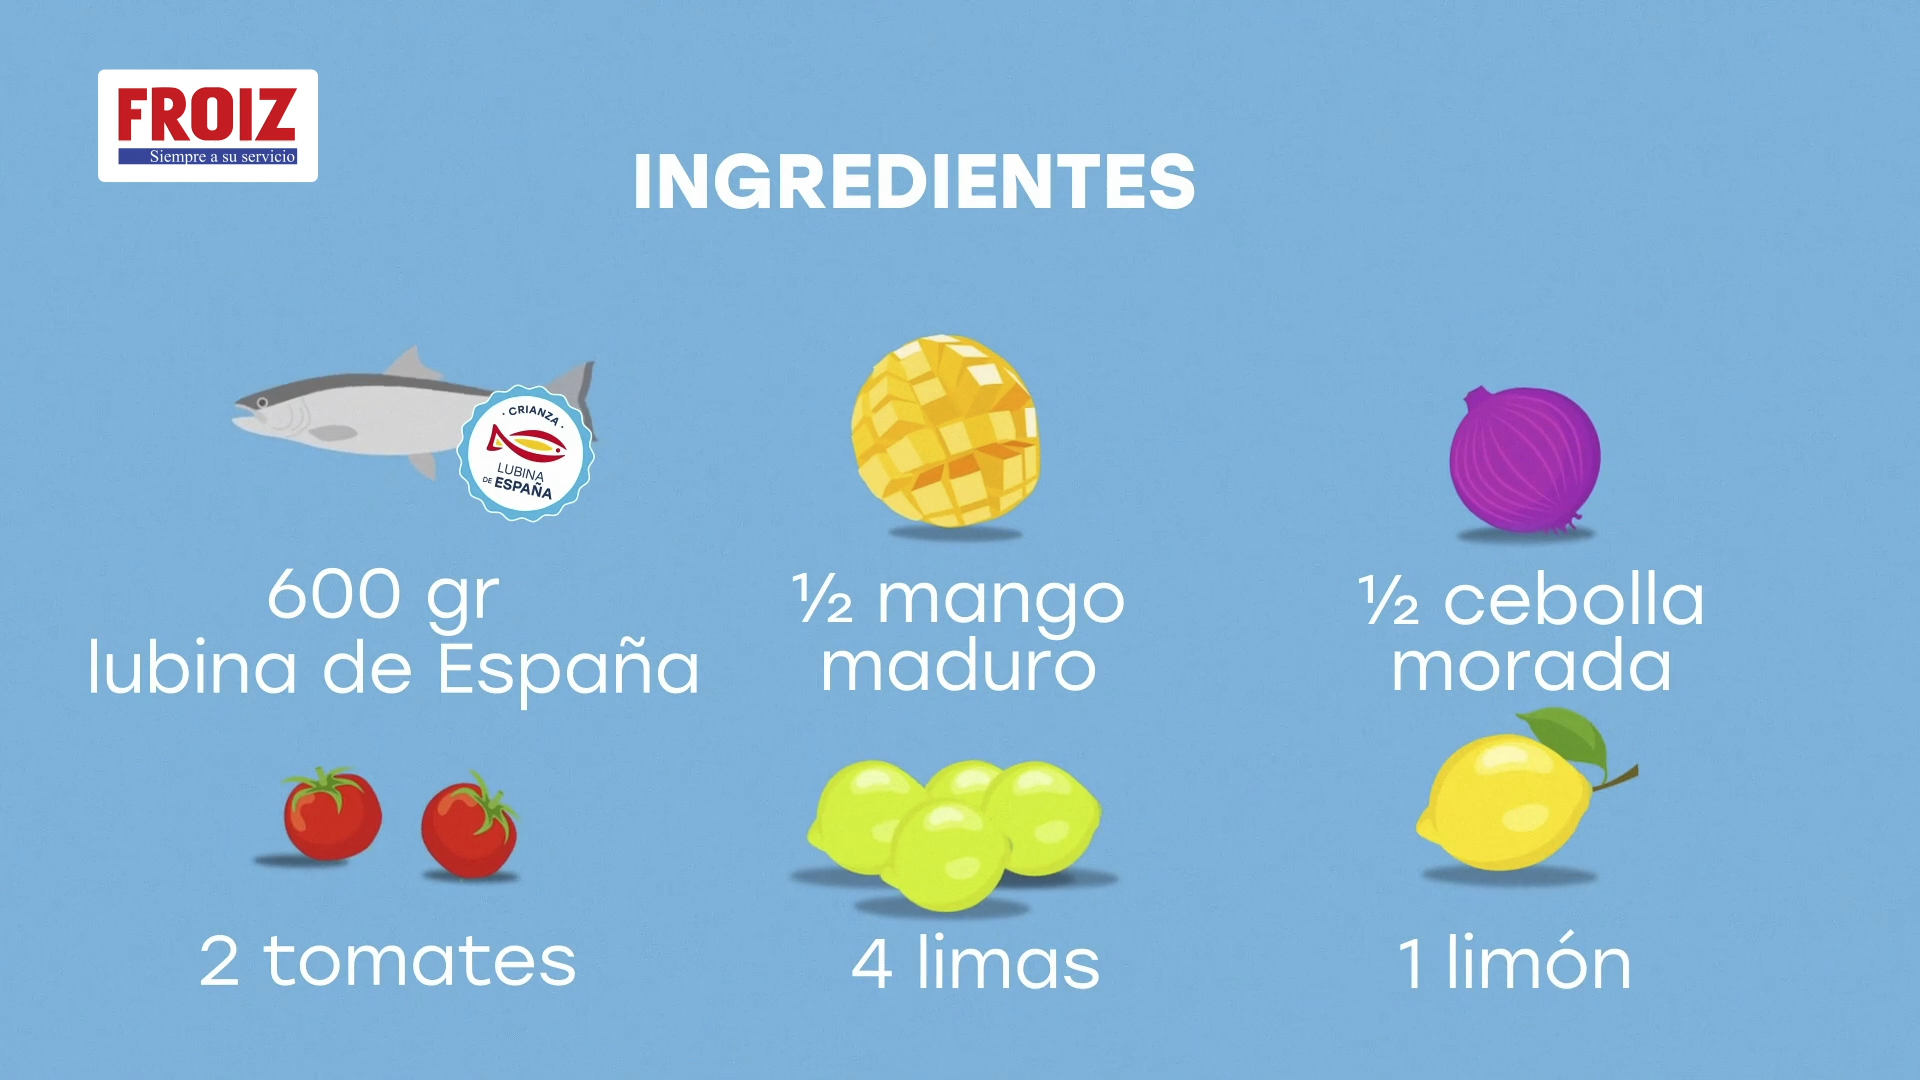 FROIZ
Siempre a su servicio
INGREDIENTES
· CRIANZA ·
LUBINA
DE ESPAÑA
600 gr
lubina de España
½ mango
maduro
½ cebolla
morada
2 tomates
4 limas
1 limón